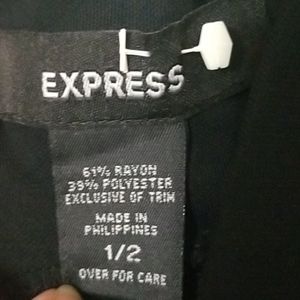 EXPRESS
61% RAYON
39% POLYESTER
EXCLUSIVE OF TRIM
MADE IN
PHILIPPINES
1/2
OVER FOR CARE